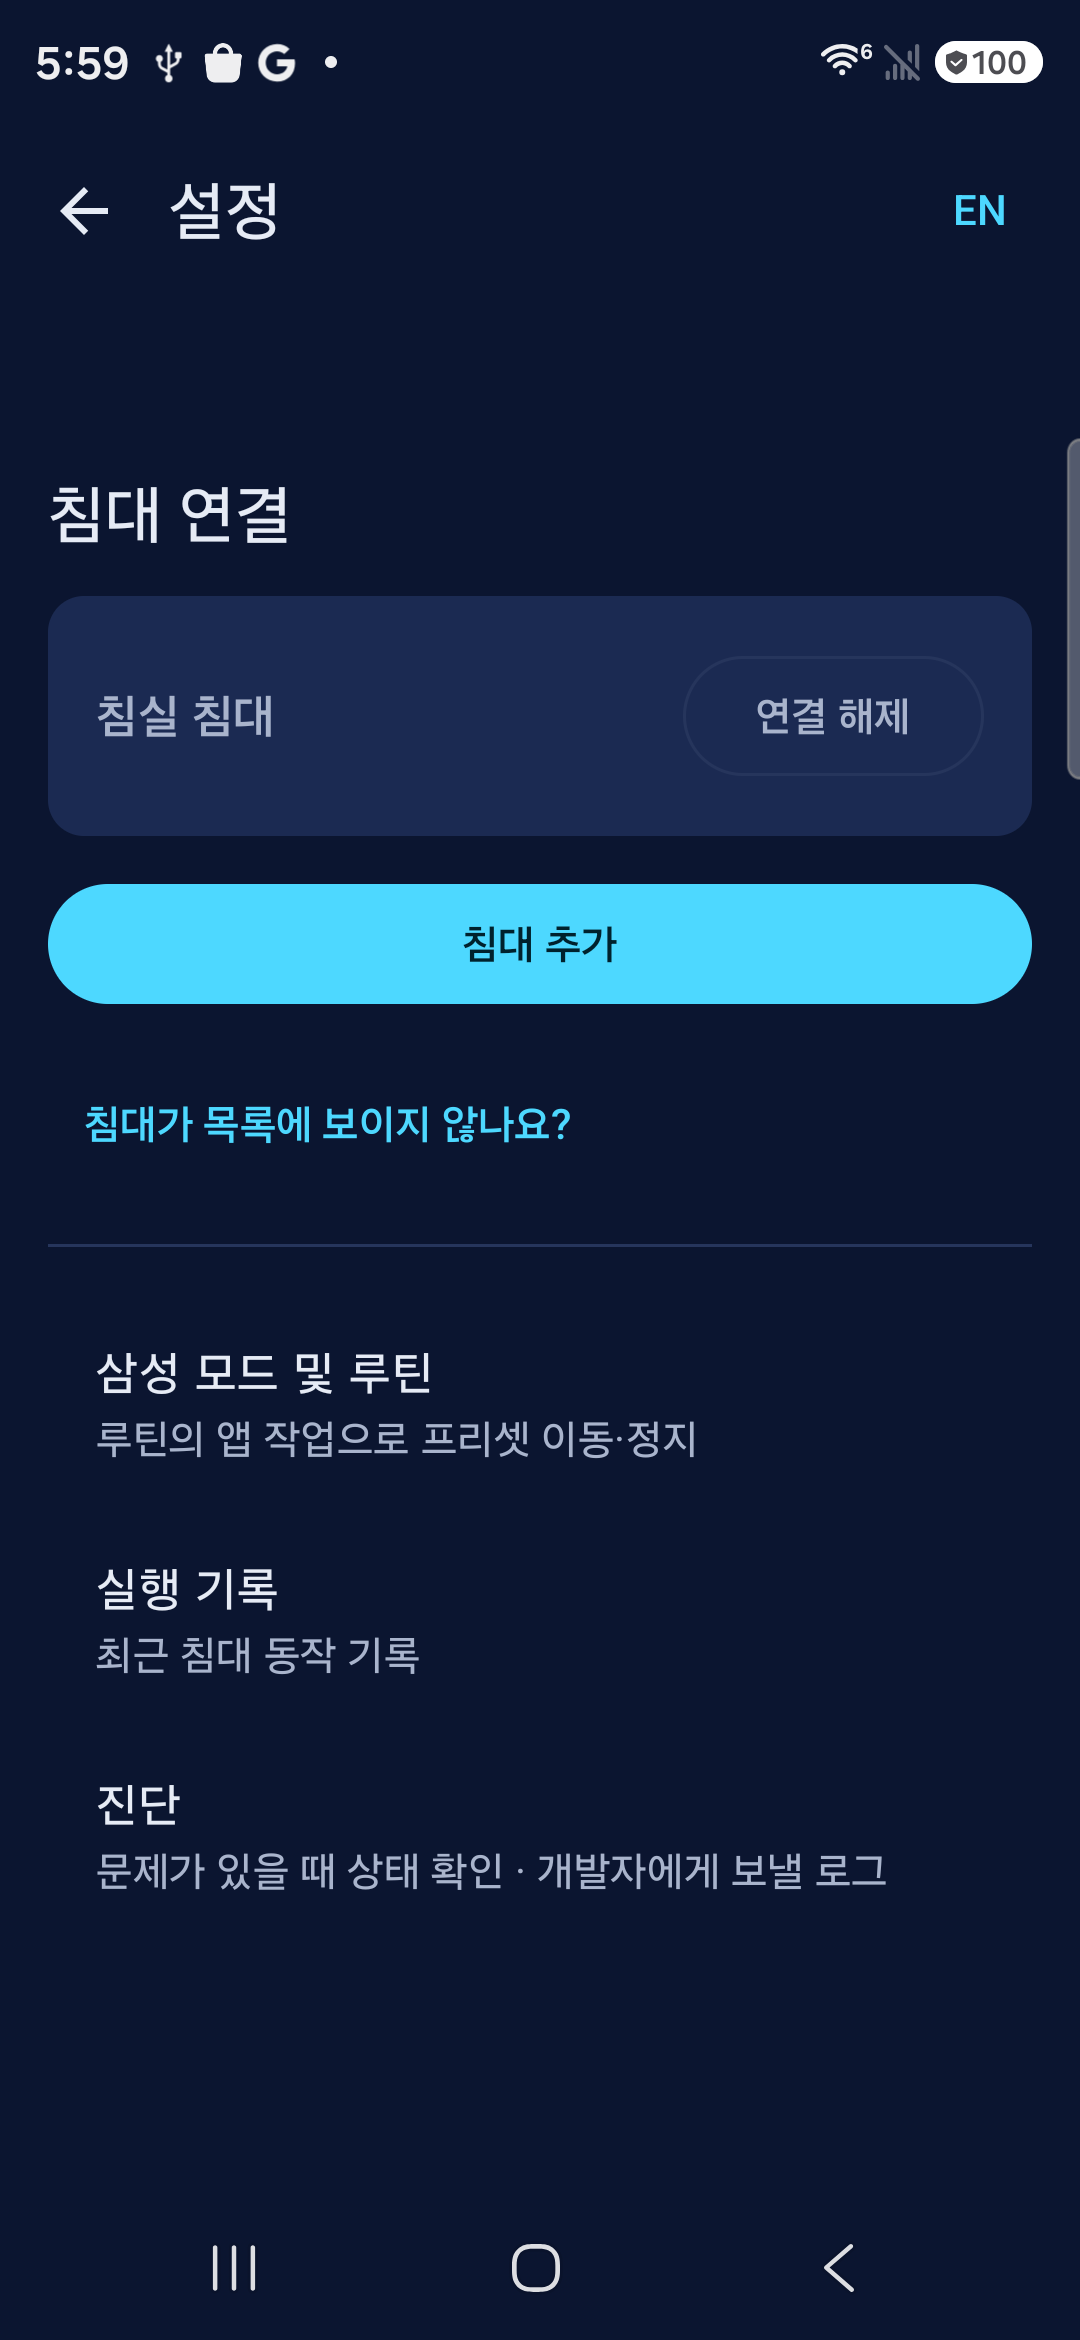 5:59
6
100
설정
EN
침대 연결
침실 침대
연결 해제
침대 추가
침대가 목록에 보이지 않나요?
삼성 모드 및 루틴
루틴의 앱 작업으로 프리셋 이동·정지
실행 기록
최근 침대 동작 기록
진단
문제가 있을 때 상태 확인 · 개발자에게 보낼 로그